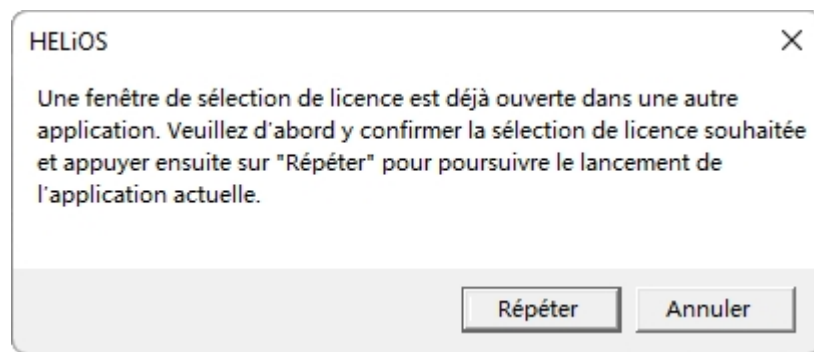 HELiOS
Une fenêtre de sélection de licence est déjà ouverte dans une autre
application. Veuillez d'abord y confirmer la sélection de licence souhaitée
et appuyer ensuite sur "Répéter" pour poursuivre le lancement de
l'application actuelle.
Répéter Annuler